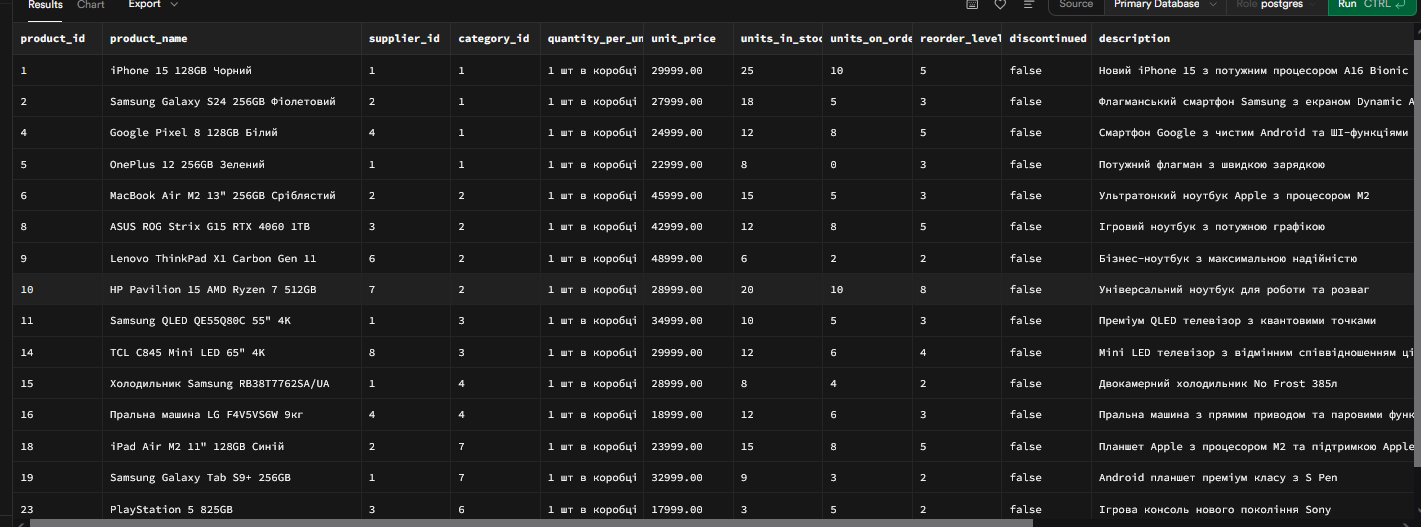 Results Chart Export Source Primary Database Role postgres Run CTRL
product_id product_name supplier_id category_id quantity_per_un unit_price units_in_stoc units_on_orde reorder_level discontinued description
1 iPhone 15 128GB Чорний 1 1 1 шт в коробці 29999.00 25 10 5 false Новий iPhone 15 з потужним процесором A16 Bionic
2 Samsung Galaxy S24 256GB Фіолетовий 2 1 1 шт в коробці 27999.00 18 5 3 false Флагманський смартфон Samsung з екраном Dynamic A
4 Google Pixel 8 128GB Білий 4 1 1 шт в коробці 24999.00 12 8 5 false Смартфон Google з чистим Android та ШІ-функціями
5 OnePlus 12 256GB Зелений 1 1 1 шт в коробці 22999.00 8 0 3 false Потужний флагман з швидкою зарядкою
6 MacBook Air M2 13" 256GB Сріблястий 2 2 1 шт в коробці 45999.00 15 5 3 false Ультратонкий ноутбук Apple з процесором M2
8 ASUS ROG Strix G15 RTX 4060 1TB 3 2 1 шт в коробці 42999.00 12 8 5 false Ігровий ноутбук з потужною графікою
9 Lenovo ThinkPad X1 Carbon Gen 11 6 2 1 шт в коробці 48999.00 6 2 2 false Бізнес-ноутбук з максимальною надійністю
10 HP Pavilion 15 AMD Ryzen 7 512GB 7 2 1 шт в коробці 28999.00 20 10 8 false Універсальний ноутбук для роботи та розваг
11 Samsung QLED QE55Q80C 55" 4K 1 3 1 шт в коробці 34999.00 10 5 3 false Преміум QLED телевізор з квантовими точками
14 TCL C845 Mini LED 65" 4K 8 3 1 шт в коробці 29999.00 12 6 4 false Mini LED телевізор з відмінним співвідношенням ці
15 Холодильник Samsung RB38T7762SA/UA 1 4 1 шт в коробці 28999.00 8 4 2 false Двокамерний холодильник No Frost 385л
16 Пральна машина LG F4V5VS6W 9кг 4 4 1 шт в коробці 18999.00 12 6 3 false Пральна машина з прямим приводом та паровими функ
18 iPad Air M2 11" 128GB Синій 2 7 1 шт в коробці 23999.00 15 8 5 false Планшет Apple з процесором M2 та підтримкою Apple
19 Samsung Galaxy Tab S9+ 256GB 1 7 1 шт в коробці 32999.00 9 3 2 false Android планшет преміум класу з S Pen
23 PlayStation 5 825GB 3 6 1 шт в коробці 17999.00 3 5 2 false Ігрова консоль нового покоління Sony